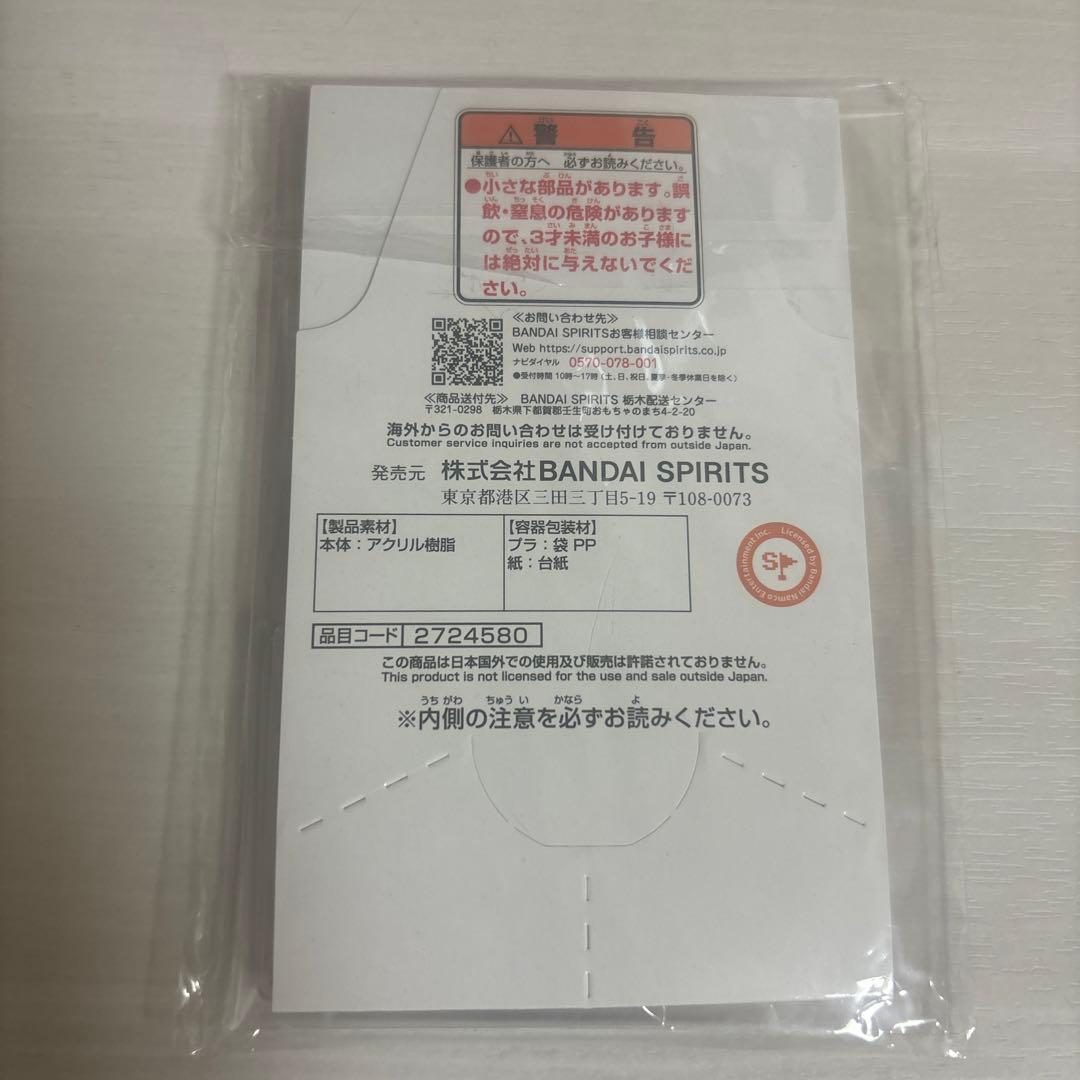 ⚠警告
保護者の方へ 必ずお読みください。
●小さな部品があります。誤
飲・窒息の危険があります
ので、3才未満のお子様に
は絶対に与えないでくだ
さい。
≪お問い合わせ先≫
BANDAI SPIRITSお客様相談センター
Web https://support.bandaispirits.co.jp
ナビダイヤル 0570-078-001
●受付時間 10時〜17時(土、日、祝日、夏季・冬季休業日を除く)
≪商品送付先≫ BANDAI SPIRITS 栃木配送センター
〒321-0298 栃木県下都賀郡壬生町おもちゃのまち4-2-20
海外からのお問い合わせは受け付けておりません。
Customer service inquiries are not accepted from outside Japan.
発売元 株式会社BANDAI SPIRITS
東京都港区三田三丁目5-19 〒108-0073
【製品素材】
本体：アクリル樹脂
【容器包装材】
プラ：袋 PP
紙：台紙
Licensed by Bandai Namco Entertainment Inc.
SP
品目コード 2724580
この商品は日本国外での使用及び販売は許諾されておりません。
This product is not licensed for the use and sale outside Japan.
うちがわ ちゅうい かなら よ
※内側の注意を必ずお読みください。